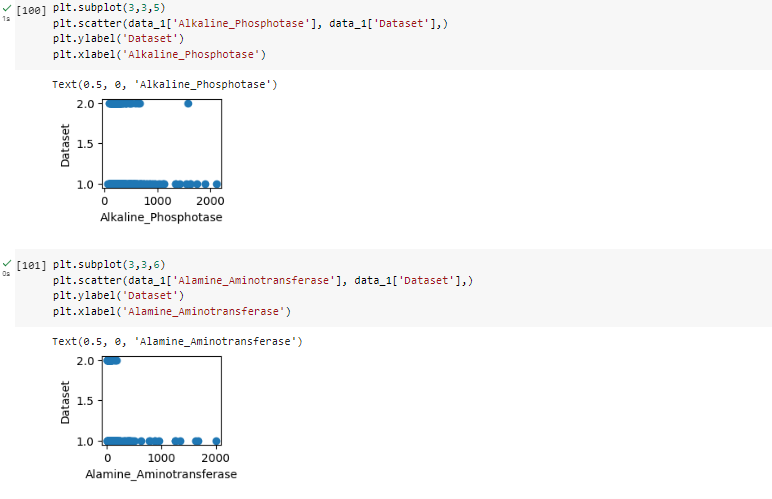 ✓ [100] plt.subplot(3,3,5)
1s plt.scatter(data_1['Alkaline_Phosphotase'], data_1['Dataset'],)
plt.ylabel('Dataset')
plt.xlabel('Alkaline_Phosphotase')
Text(0.5, 0, 'Alkaline_Phosphotase')
2.0
Dataset
1.5
1.0
0 1000 2000
Alkaline_Phosphotase
✓ [101] plt.subplot(3,3,6)
0s plt.scatter(data_1['Alamine_Aminotransferase'], data_1['Dataset'],)
plt.ylabel('Dataset')
plt.xlabel('Alamine_Aminotransferase')
Text(0.5, 0, 'Alamine_Aminotransferase')
2.0
Dataset
1.5
1.0
0 1000 2000
Alamine_Aminotransferase